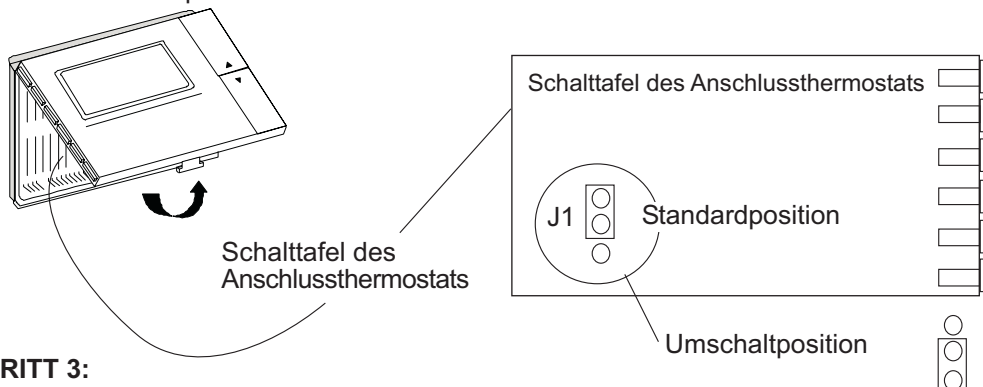 Schalttafel des Anschlussthermostats
J1
Standardposition
Schalttafel des
Anschlussthermostats
Umschaltposition
RITT 3: